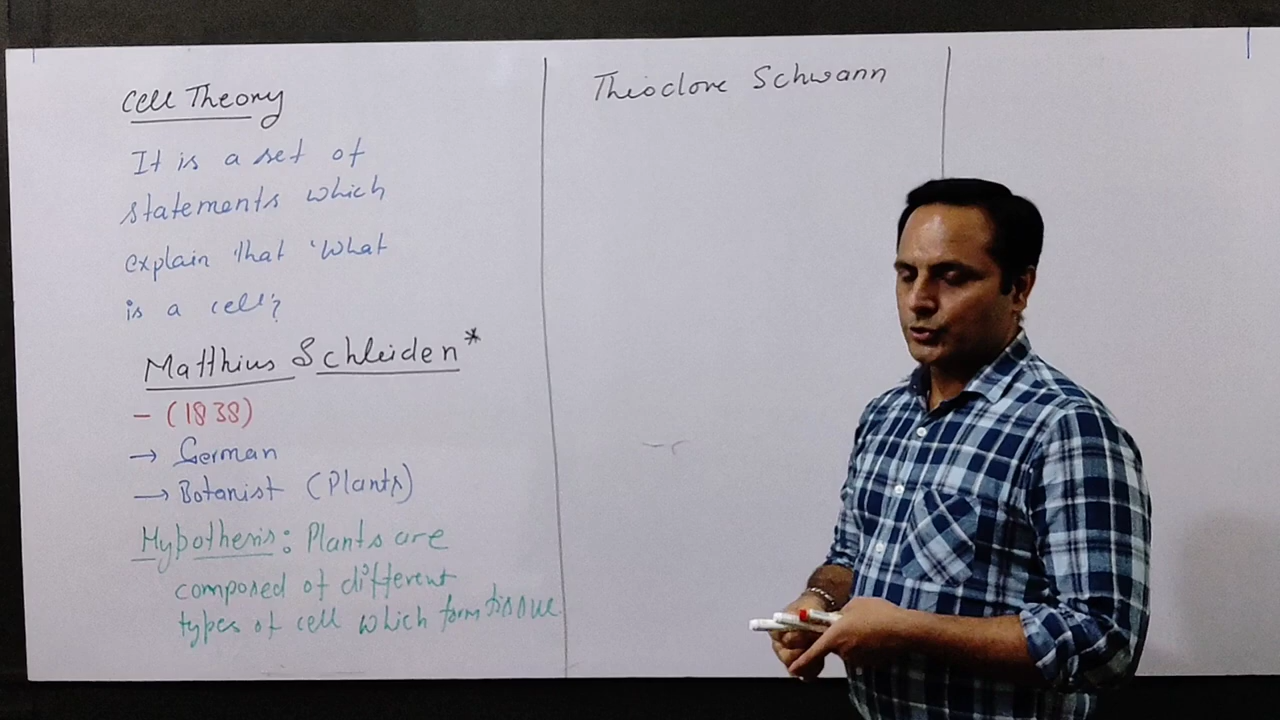 Cell Theory
It is a set of
statements which
explain that 'What
is a cell?
Matthius Schleiden*
- (1838)
→ German
→ Botanist (Plants)
Hypothesis: Plants are
composed of different
types of cell which form tissue.
Theodore Schwann